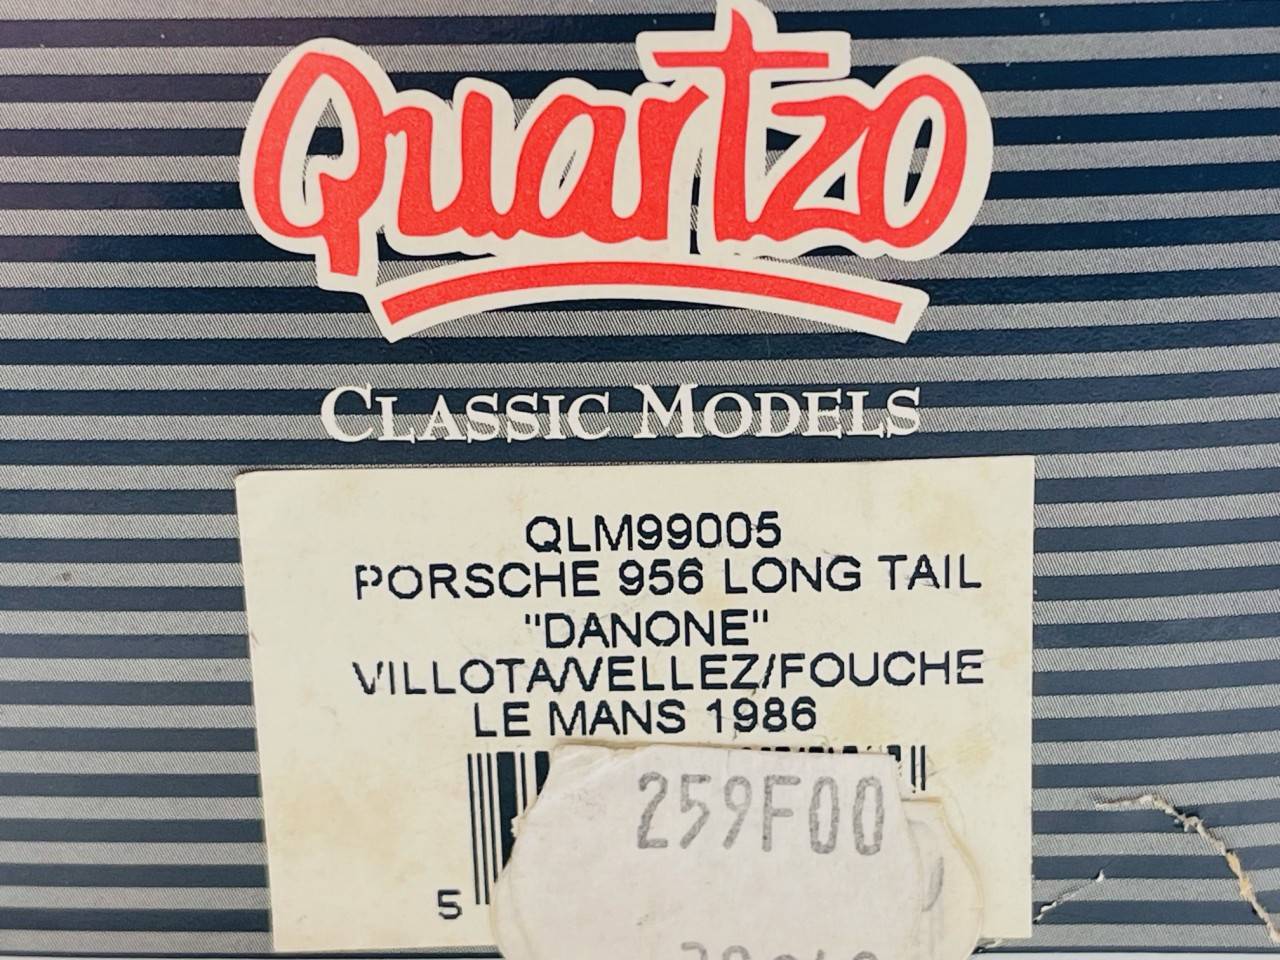 Quartzo
CLASSIC MODELS
QLM99005
PORSCHE 956 LONG TAIL
"DANONE"
VILLOTA/VELLEZ/FOUCHE
LE MANS 1986
259F00
5